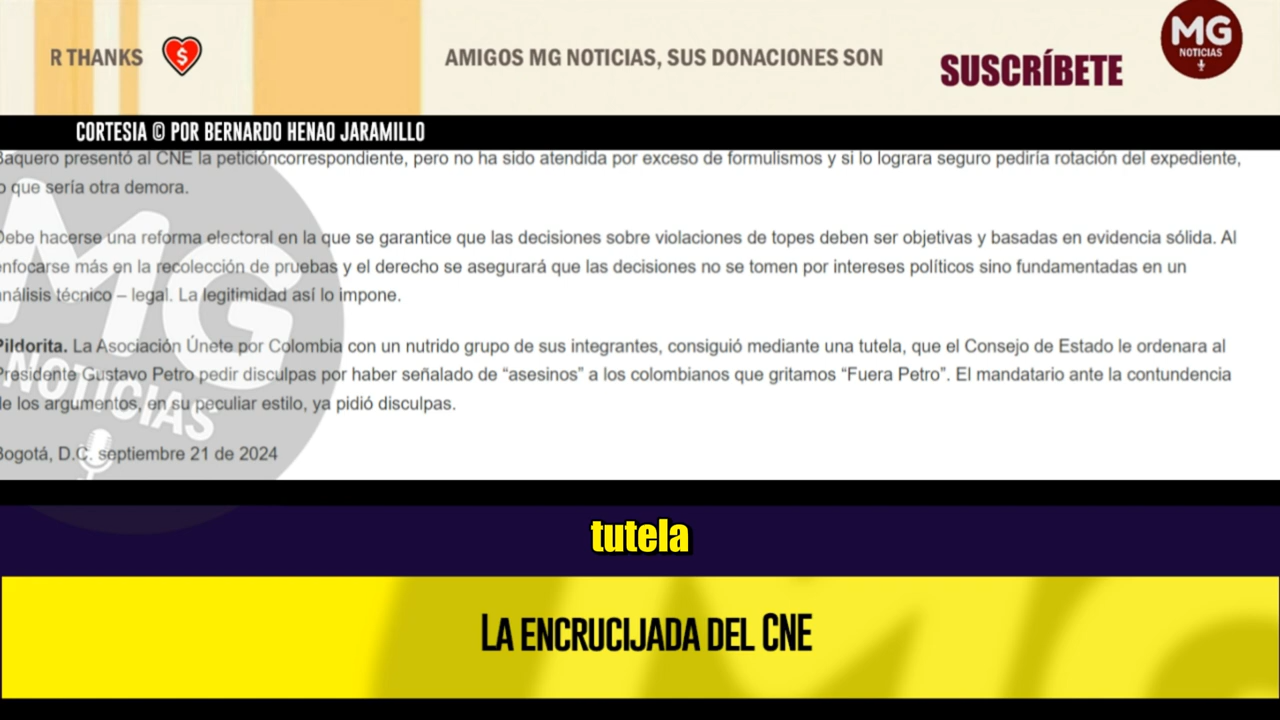 R THANKS
AMIGOS MG NOTICIAS, SUS DONACIONES SON
SUSCRÍBETE
MG
NOTICIAS
CORTESIA © POR BERNARDO HENAO JARAMILLO
Baquero presentó al CNE la peticióncorrespondiente, pero no ha sido atendida por exceso de formulismos y si lo lograra seguro pediría rotación del expediente,
lo que sería otra demora.
Debe hacerse una reforma electoral en la que se garantice que las decisiones sobre violaciones de topes deben ser objetivas y basadas en evidencia sólida. Al
enfocarse más en la recolección de pruebas y el derecho se asegurará que las decisiones no se tomen por intereses políticos sino fundamentadas en un
análisis técnico – legal. La legitimidad así lo impone.
Pildorita. La Asociación Únete por Colombia con un nutrido grupo de sus integrantes, consiguió mediante una tutela, que el Consejo de Estado le ordenara al
Presidente Gustavo Petro pedir disculpas por haber señalado de “asesinos” a los colombianos que gritamos “Fuera Petro”. El mandatario ante la contundencia
de los argumentos, en su peculiar estilo, ya pidió disculpas.
Bogotá, D.C. septiembre 21 de 2024
MG
NOTICIAS
tutela
LA ENCRUCIJADA DEL CNE